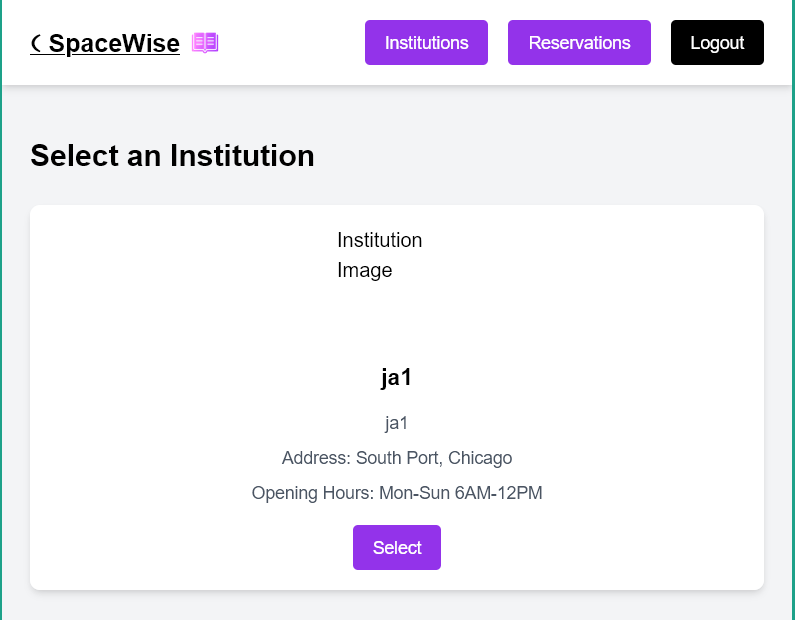 SpaceWise
Institutions
Reservations
Logout
Select an Institution
Institution
Image
ja1
ja1
Address: South Port, Chicago
Opening Hours: Mon-Sun 6AM-12PM
Select